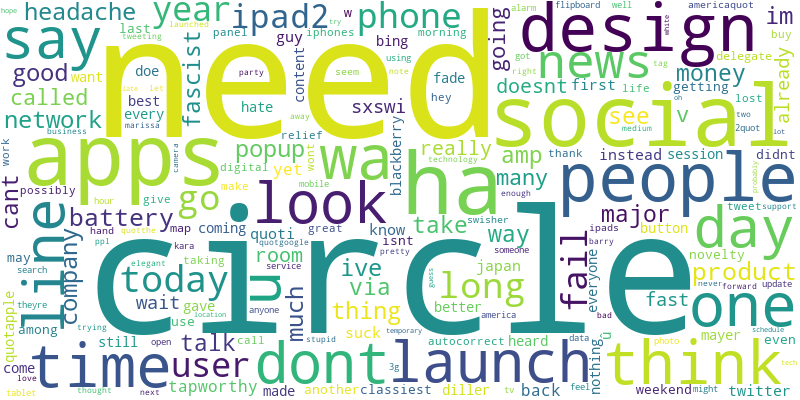 headache
year
ipad2
phone
design
say
need
good
want
fascist
called
network
apps
wa
ha
social
news
people
money
im
look
go
popup
line
battery
cant
company
circle
today
wait
user
time
dont
launch
think
talk
long
take
way
many
major
fail
day
one
product
see
really
amp
via
ive
u
thing
much
room
quoti
sxswi
bing
guy
hate
content
fade
hey
using
note
try
iphones
morning
w
panel
last
tweeting
launched
hope
doe
best
every
party
seem
going
doesnt
first
life
getting
lost
already
buy
alarm
flipboard
well
americaquot
delegate
got
right
tag
white
oh
two
lot
2quot
medium
v
instead
session
didnt
thank
blackberry
relief
yet
digital
make
give
possibly
business
marissa
late
let
away
wont
technology
mobile
enough
swisher
know
isnt
great
coming
map
kara
service
anyone
taking
quotgoogle
elegant
gave
use
still
call
location
open
stupid
temporary
trying
among
theyre
search
may
hand
ppl
hour
camera
quotthe
work
quotapple
come
love
tablet
thought
next
tapworthy
made
another
classiest
diller
tv
back
suck
autocorrect
heard
3g
data
feel
bad
guess
pretty
better
japan
america
someone
ipads
barry
everyone
nothing
u
mayer
fast
button
novelty
tweet
support
probably
never
forward
update
even
photo
schedule
tech
weekend
might
twitter